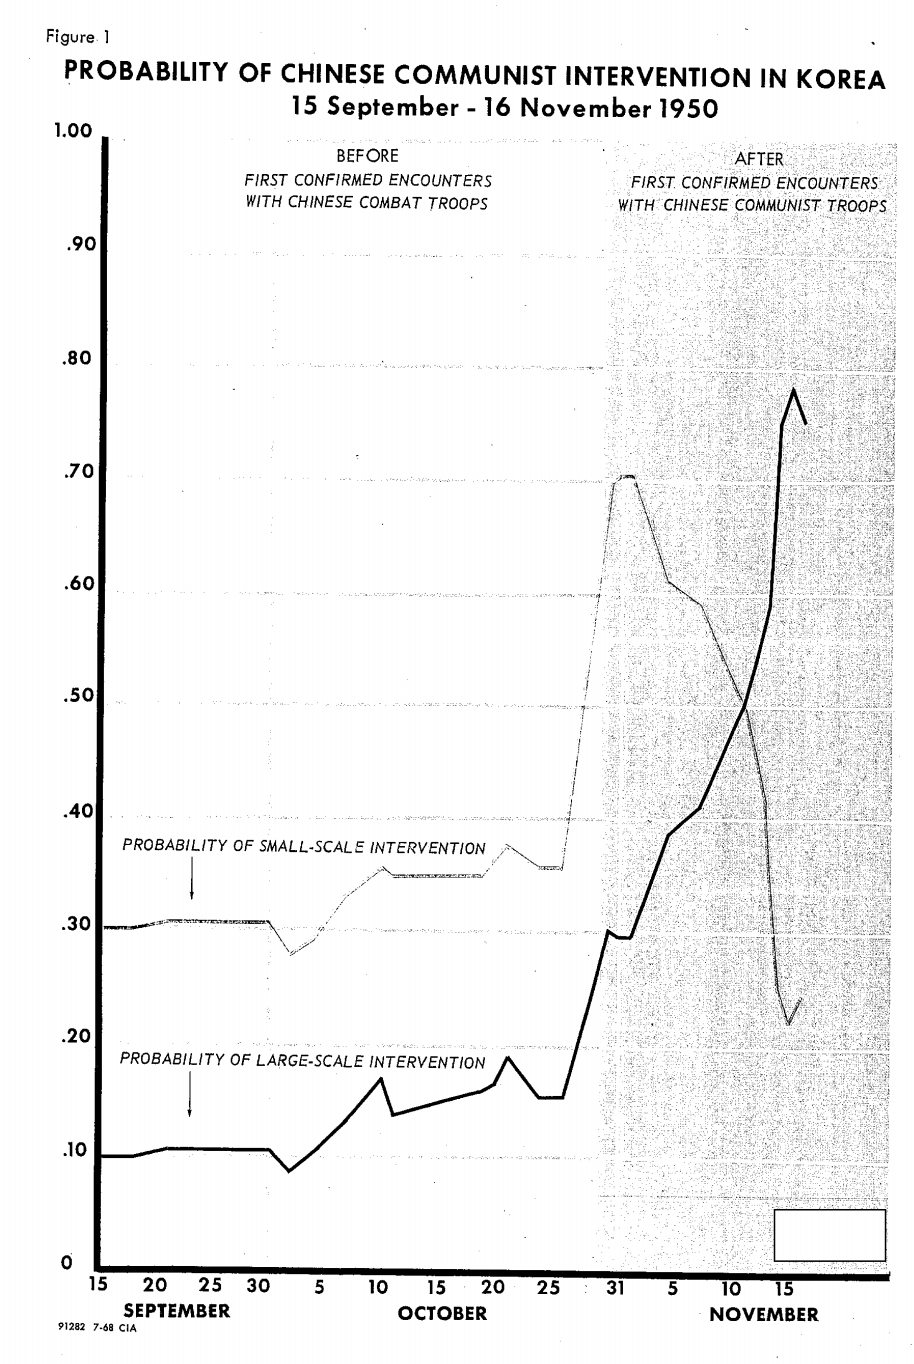 Figure 1
PROBABILITY OF CHINESE COMMUNIST INTERVENTION IN KOREA
15 September - 16 November 1950
1.00
BEFORE
FIRST CONFIRMED ENCOUNTERS
WITH CHINESE COMBAT TROOPS
AFTER
FIRST CONFIRMED ENCOUNTERS
WITH CHINESE COMMUNIST TROOPS
.90
.80
.70
.60
.50
.40
PROBABILITY OF SMALL-SCALE INTERVENTION
.30
.20
PROBABILITY OF LARGE-SCALE INTERVENTION
.10
0
15 20 25 30 5 10 15 20 25 31 5 10 15
SEPTEMBER OCTOBER NOVEMBER
91282 7-68 CIA